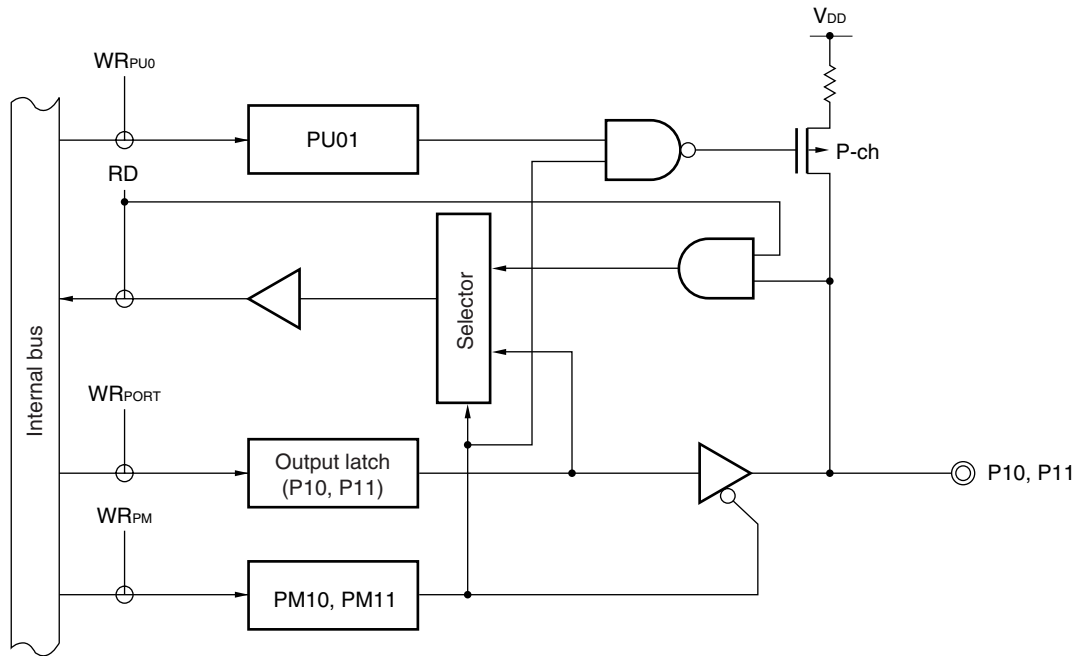 VDD
WRPU0
PU01
P-ch
RD
Selector
Internal bus
WRPORT
Output latch
(P10, P11)
P10, P11
WRPM
PM10, PM11